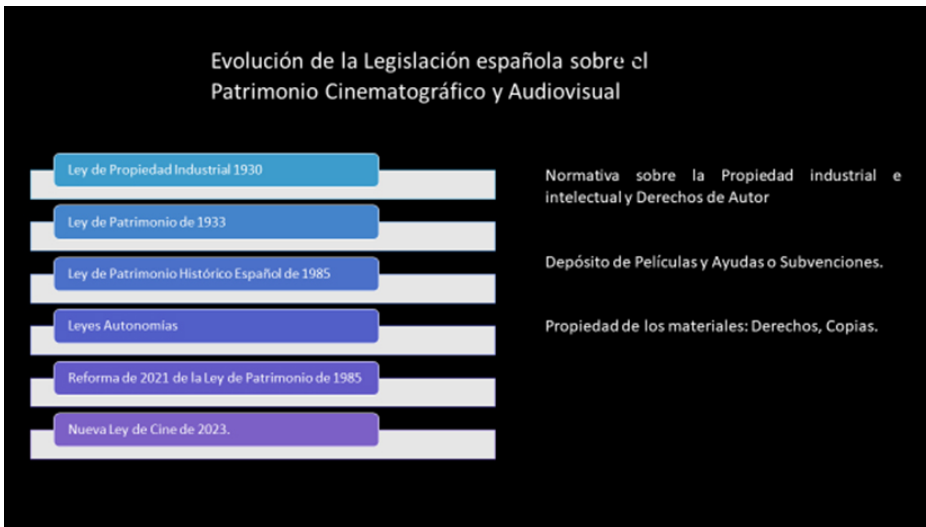 Evolución de la Legislación española sobre el
Patrimonio Cinematográfico y Audiovisual
Ley de Propiedad Industrial 1930
Ley de Patrimonio de 1933
Ley de Patrimonio Histórico Español de 1985
Leyes Autonomías
Reforma de 2021 de la Ley de Patrimonio de 1985
Nueva Ley de Cine de 2023.
Normativa sobre la Propiedad industrial e
intelectual y Derechos de Autor
Depósito de Películas y Ayudas o Subvenciones.
Propiedad de los materiales: Derechos, Copias.